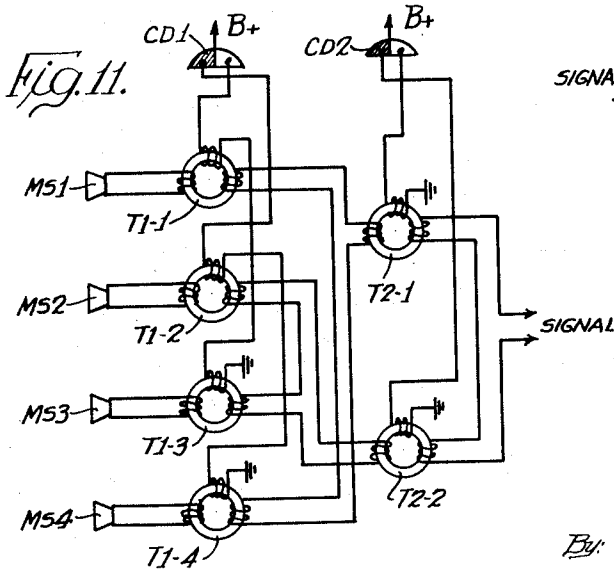 CD1
B+
CD2
B+
Fig. 11.
SIGNA
MS1
T1-1
MS2
T1-2
T2-1
SIGNAL
MS3
T1-3
T2-2
MS4
T1-4
By: